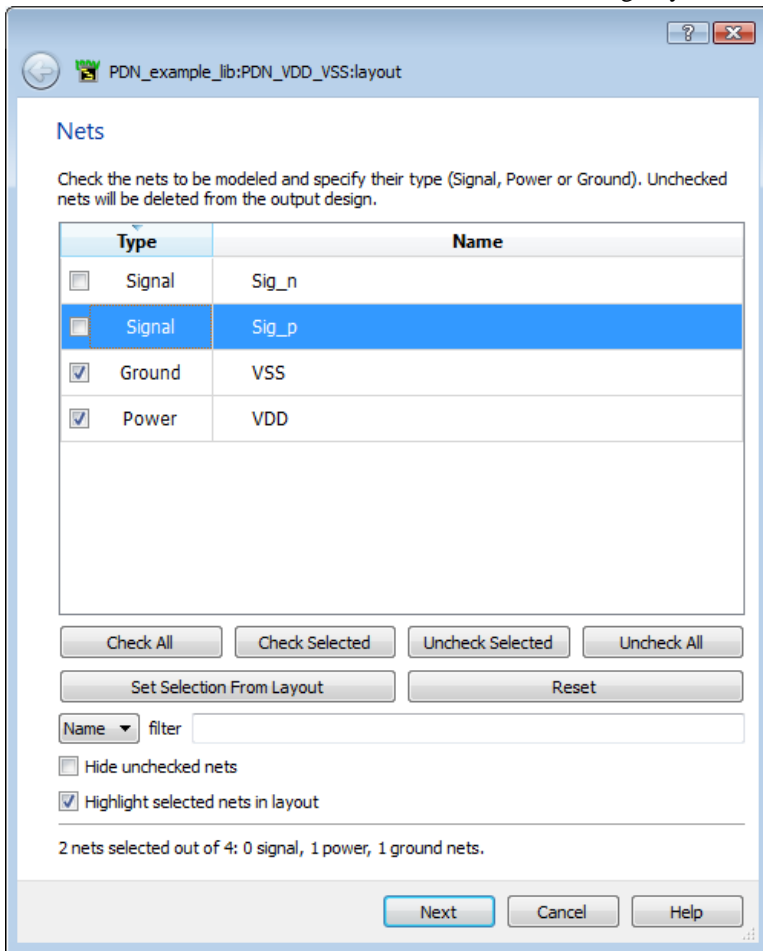 PDN_example_lib:PDN_VDD_VSS:layout
Nets
Check the nets to be modeled and specify their type (Signal, Power or Ground). Unchecked
nets will be deleted from the output design.
Type Name
Signal Sig_n
Signal Sig_p
Ground VSS
Power VDD
Check All Check Selected Uncheck Selected Uncheck All
Set Selection From Layout Reset
Name filter
Hide unchecked nets
Highlight selected nets in layout
2 nets selected out of 4: 0 signal, 1 power, 1 ground nets.
Next Cancel Help